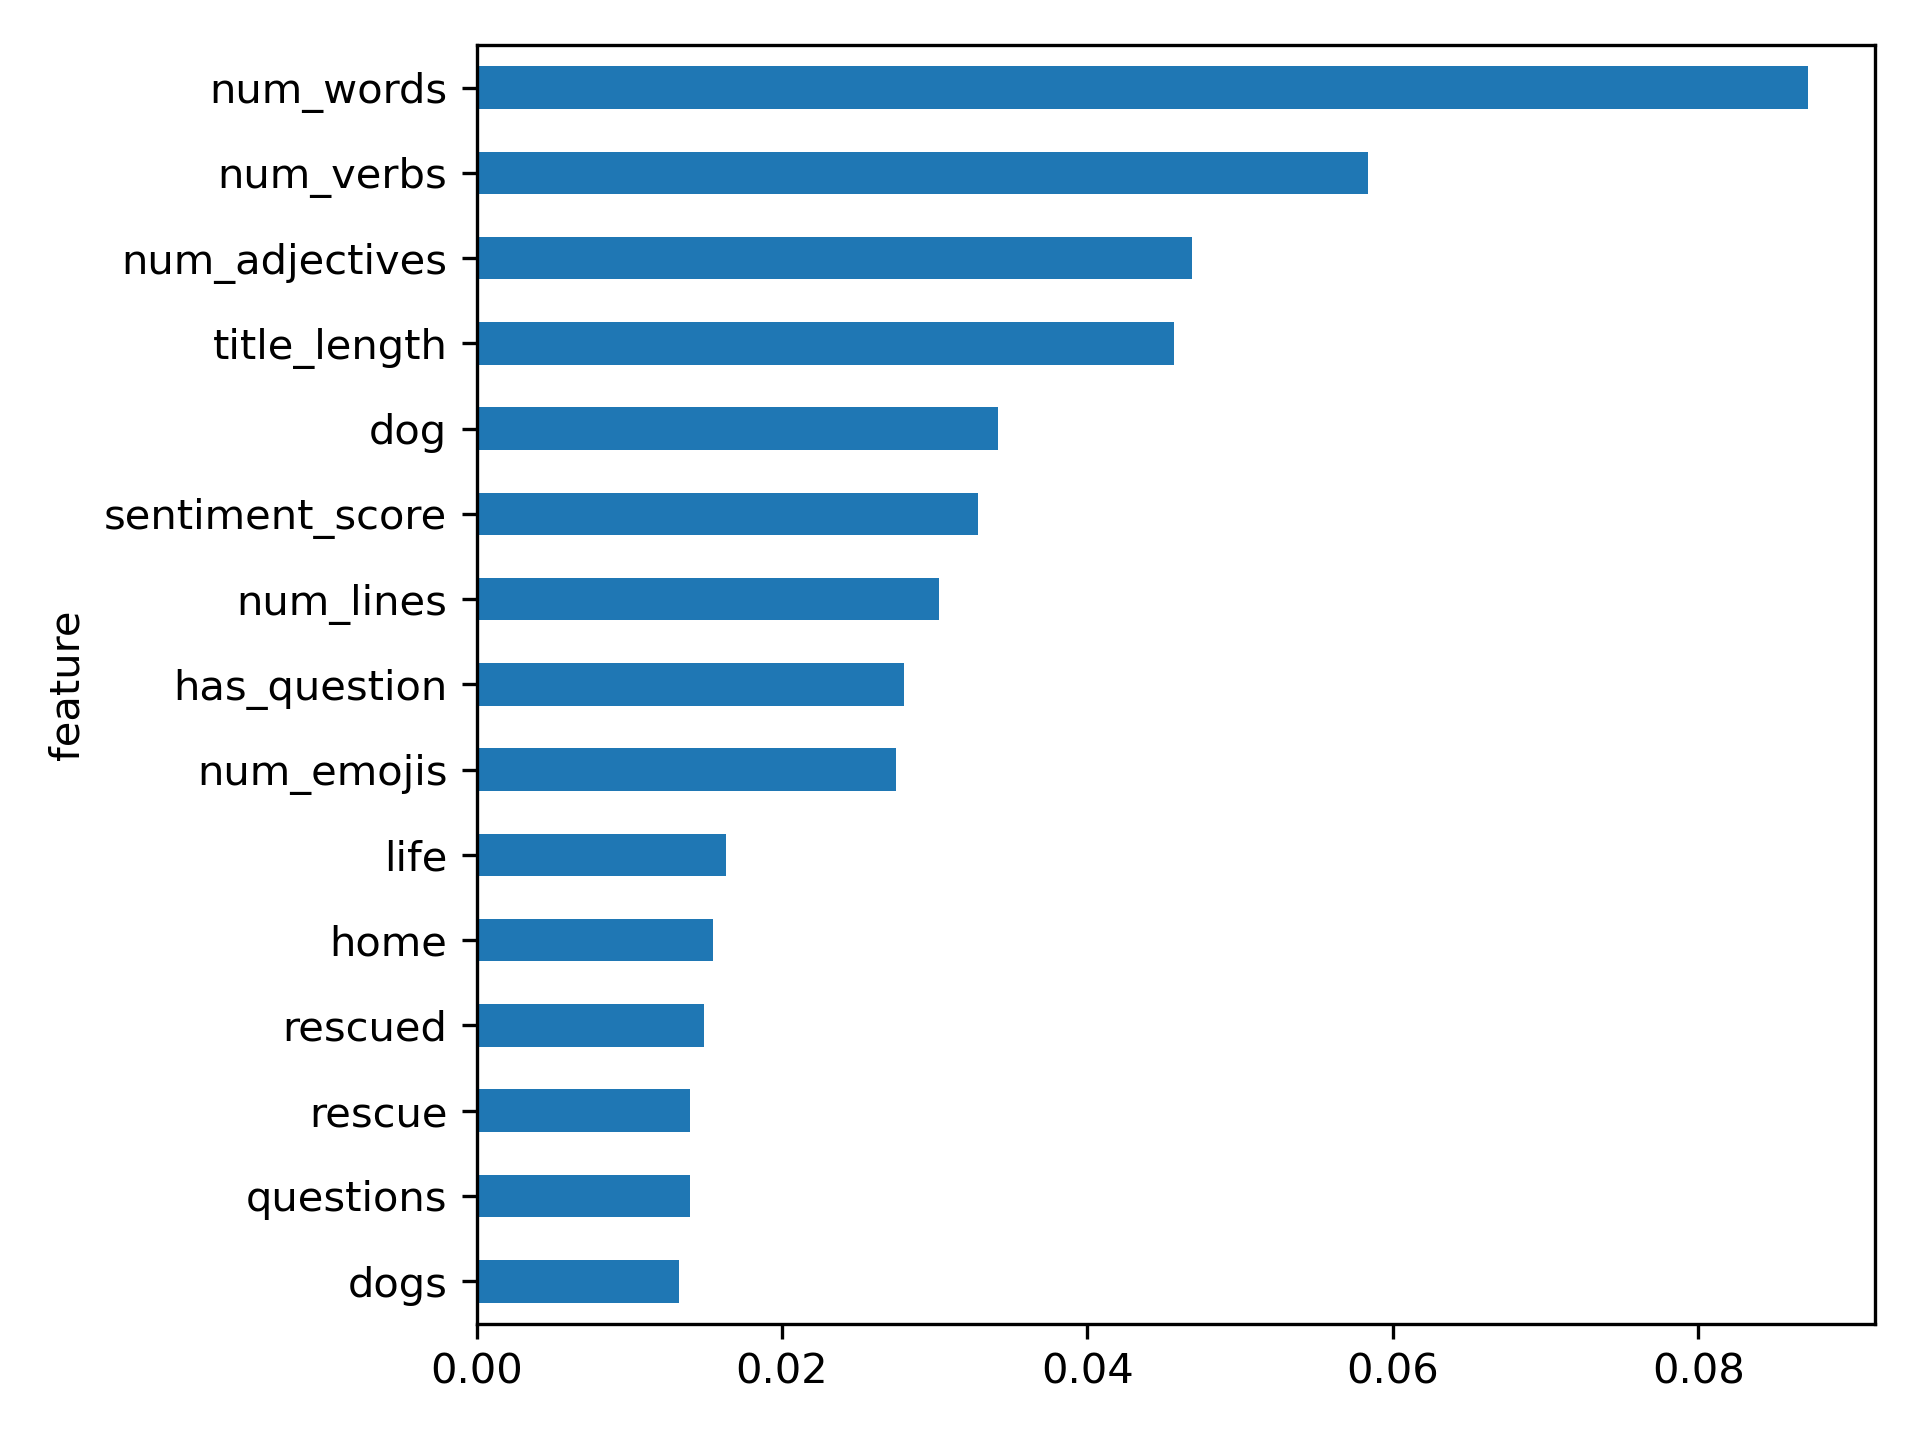 num_words
num_verbs
num_adjectives
title_length
dog
sentiment_score
num_lines
has_question
num_emojis
life
home
rescued
rescue
questions
dogs
feature
0.00 0.02 0.04 0.06 0.08